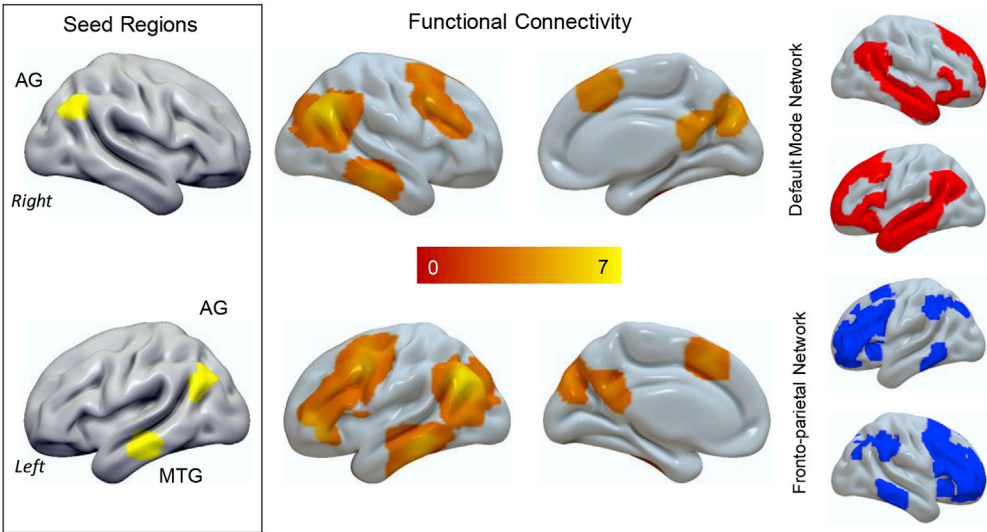 Seed Regions
Functional Connectivity
AG
Right
0
7
AG
Left
MTG
Default Mode Network
Fronto-parietal Network